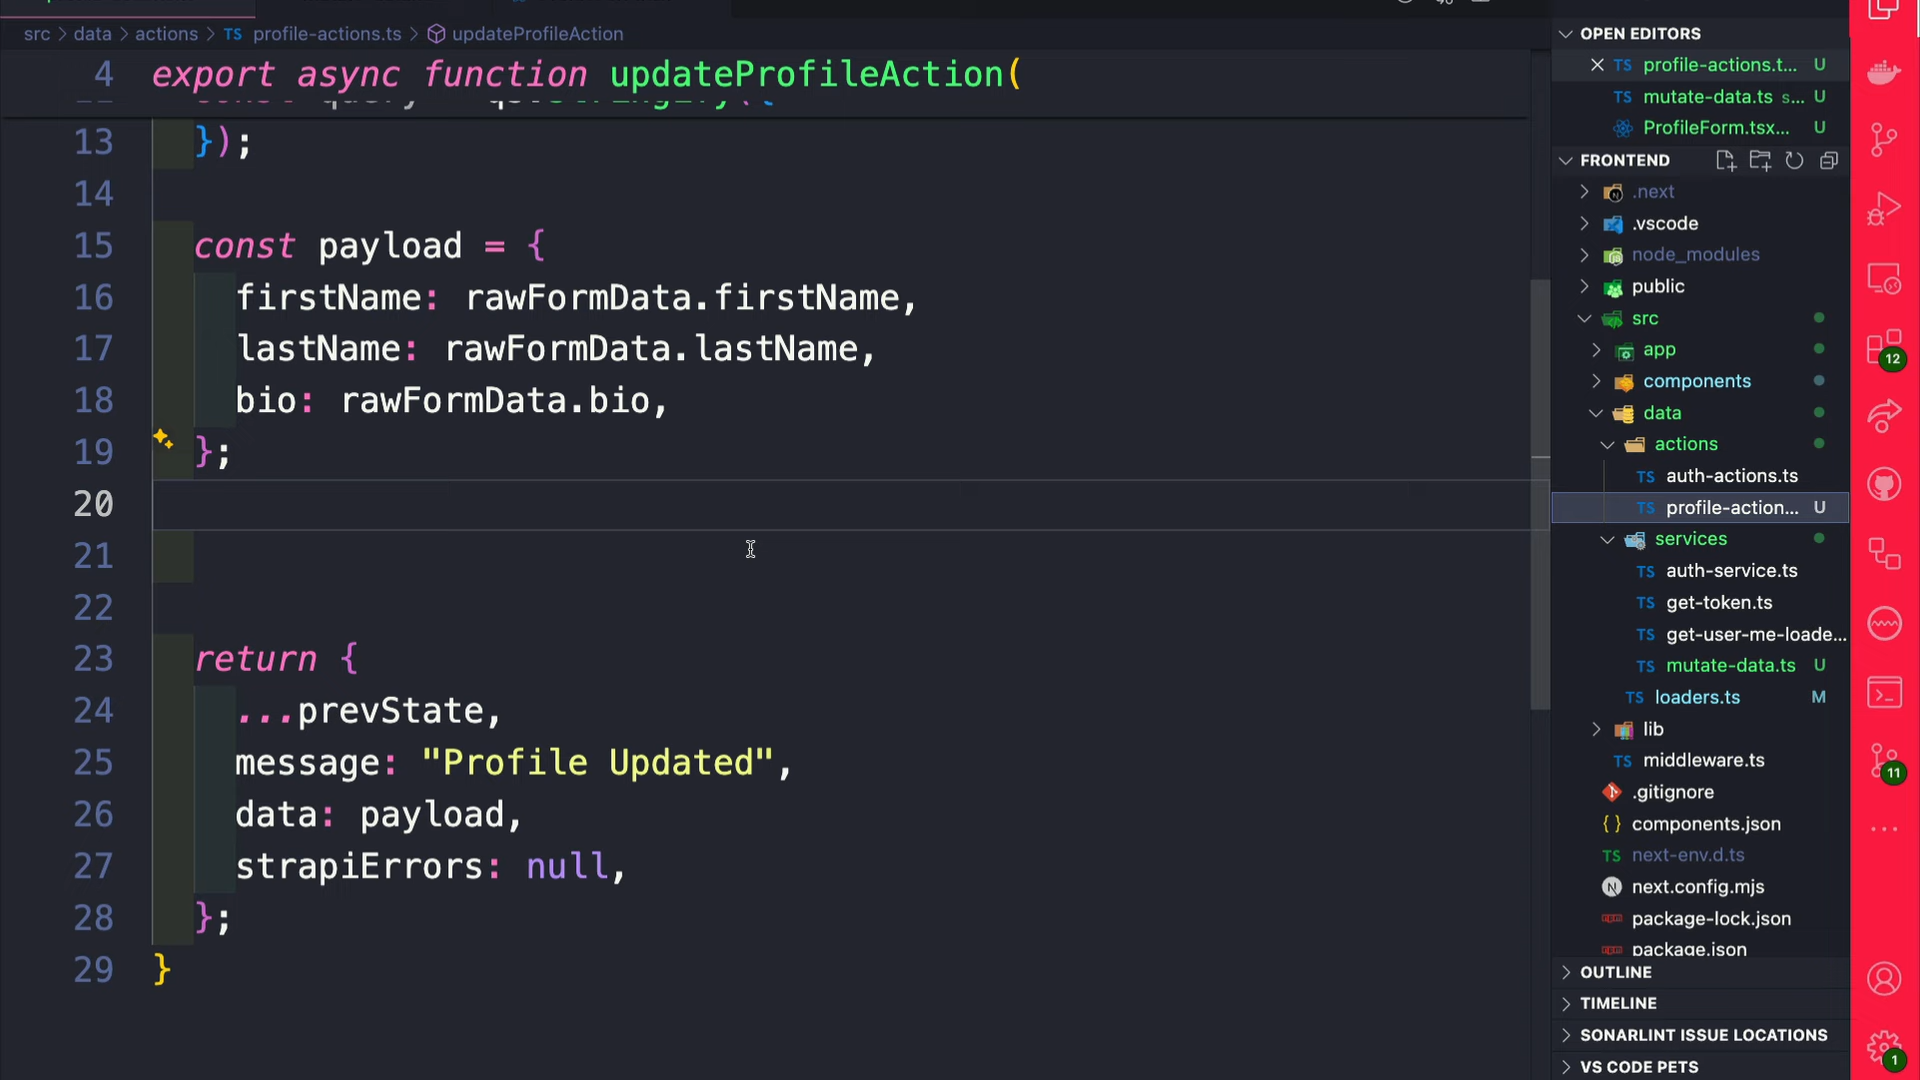 src > data > actions > TS profile-actions.ts > updateProfileAction
4 export async function updateProfileAction(
13 });
14
15 const payload = {
16 firstName: rawFormData.firstName,
17 lastName: rawFormData.lastName,
18 bio: rawFormData.bio,
19 };
20
21
22
23 return {
24 ...prevState,
25 message: "Profile Updated",
26 data: payload,
27 strapiErrors: null,
28 };
29 }
OPEN EDITORS
TS profile-actions.t... U
TS mutate-data.ts s... U
ProfileForm.tsx... U
FRONTEND
.next
.vscode
node_modules
public
src
app
components
data
actions
TS auth-actions.ts
TS profile-action... U
services
TS auth-service.ts
TS get-token.ts
TS get-user-me-loade...
TS mutate-data.ts U
TS loaders.ts M
lib
TS middleware.ts
.gitignore
{ } components.json
TS next-env.d.ts
N next.config.mjs
package-lock.json
package.json
OUTLINE
TIMELINE
SONARLINT ISSUE LOCATIONS
VS CODE PETS
12
11
1